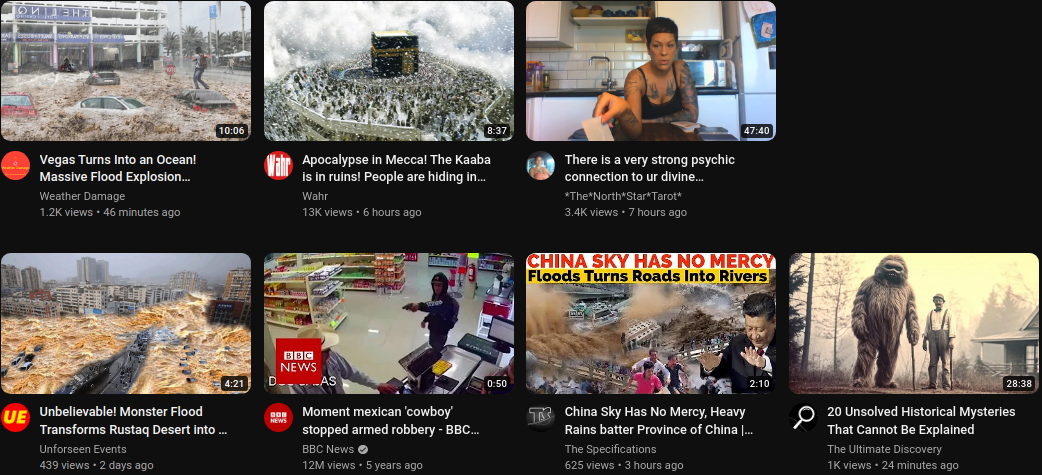 10:06
8:37
47:40
Vegas Turns Into an Ocean!
Massive Flood Explosion...
Weather Damage
1.2K views • 46 minutes ago
Wahr
Apocalypse in Mecca! The Kaaba
is in ruins! People are hiding in...
Wahr
13K views • 6 hours ago
There is a very strong psychic
connection to ur divine...
*The*North*Star*Tarot*
3.4K views • 7 hours ago
4:21
BBC
NEWS
0:50
CHINA SKY HAS NO MERCY
Floods Turns Roads Into Rivers
2:10
28:38
UE
Unbelievable! Monster Flood
Transforms Rustaq Desert into ...
Unforseen Events
439 views • 2 days ago
BBC
NEWS
Moment mexican 'cowboy'
stopped armed robbery - BBC...
BBC News
12M views • 5 years ago
China Sky Has No Mercy, Heavy
Rains batter Province of China |...
The Specifications
625 views • 3 hours ago
20 Unsolved Historical Mysteries
That Cannot Be Explained
The Ultimate Discovery
1K views • 24 minutes ago